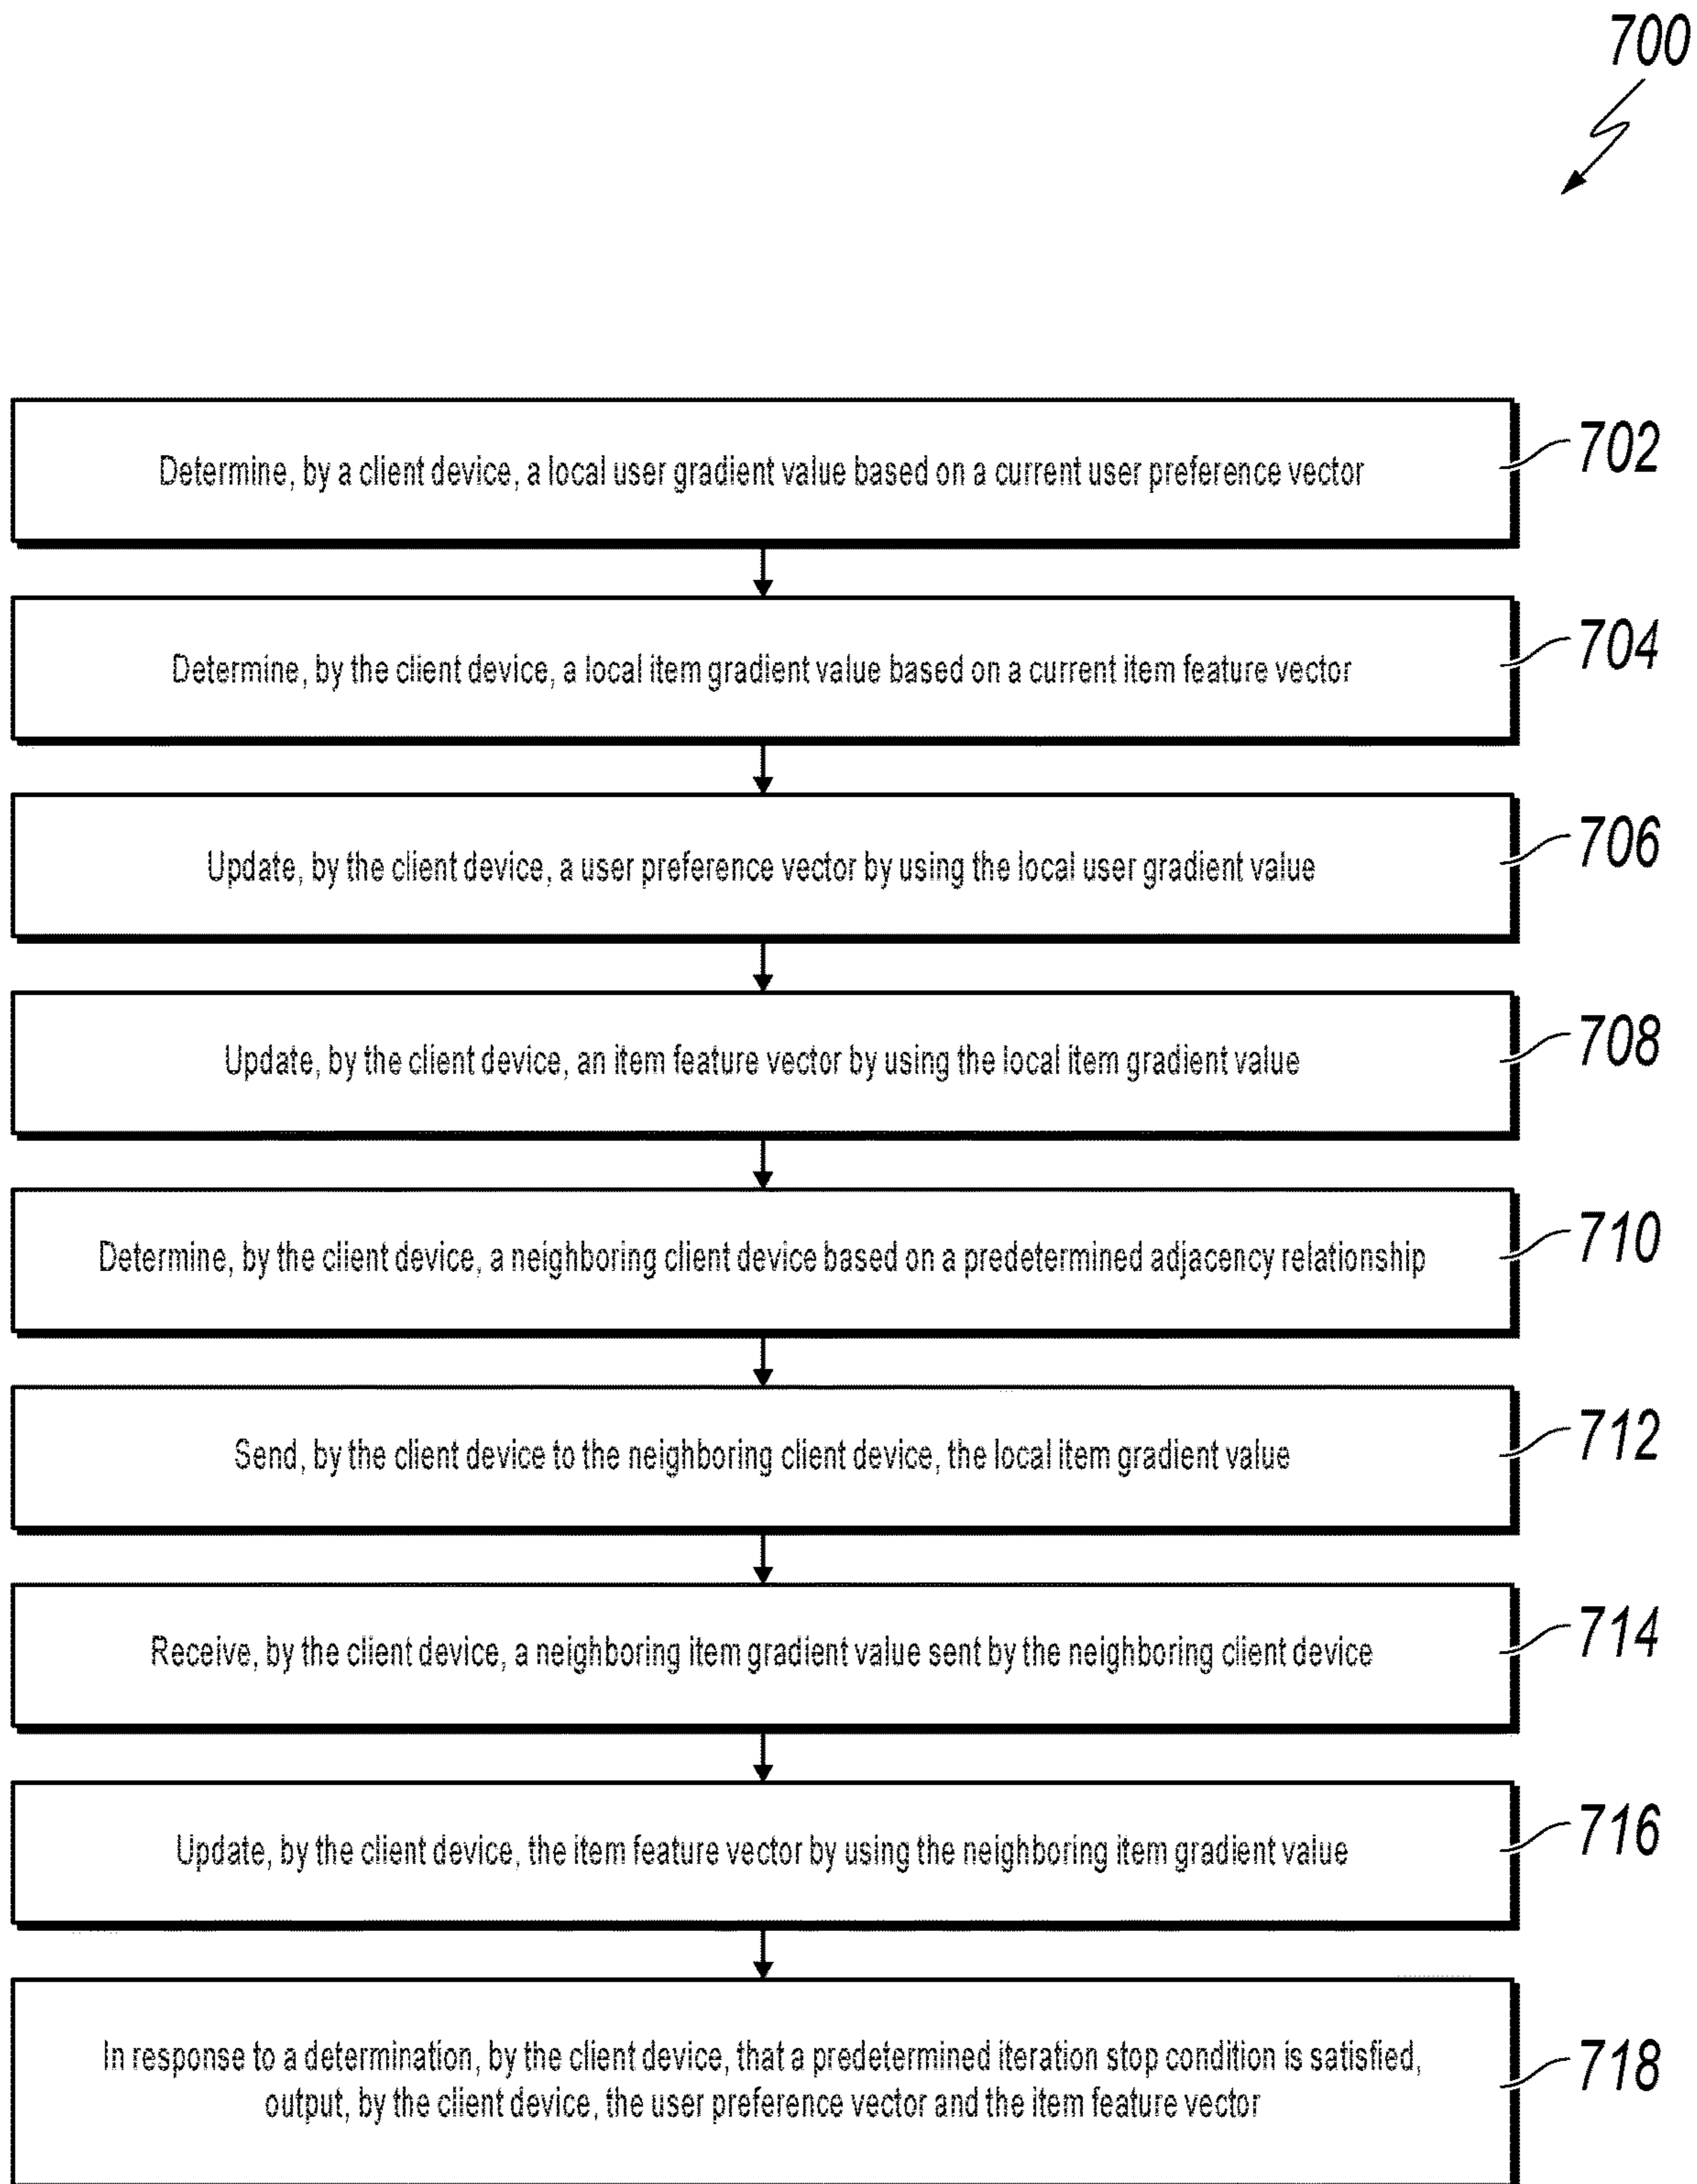 700
Determine, by a client device, a local user gradient value based on a current user preference vector
702
Determine, by the client device, a local item gradient value based on a current item feature vector
704
Update, by the client device, a user preference vector by using the local user gradient value
706
Update, by the client device, an item feature vector by using the local item gradient value
708
Determine, by the client device, a neighboring client device based on a predetermined adjacency relationship
710
Send, by the client device to the neighboring client device, the local item gradient value
712
Receive, by the client device, a neighboring item gradient value sent by the neighboring client device
714
Update, by the client device, the item feature vector by using the neighboring item gradient value
716
In response to a determination, by the client device, that a predetermined iteration stop condition is satisfied,
output, by the client device, the user preference vector and the item feature vector
718